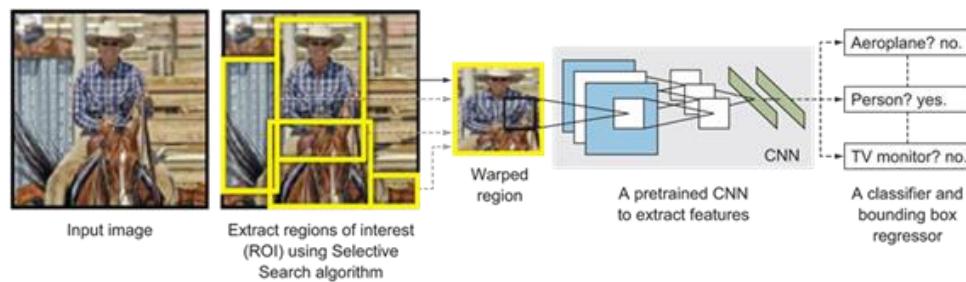 Input image
Extract regions of interest
(ROI) using Selective
Search algorithm
Warped
region
CNN
A pretrained CNN
to extract features
Aeroplane? no.
Person? yes.
TV monitor? no.
A classifier and
bounding box
regressor